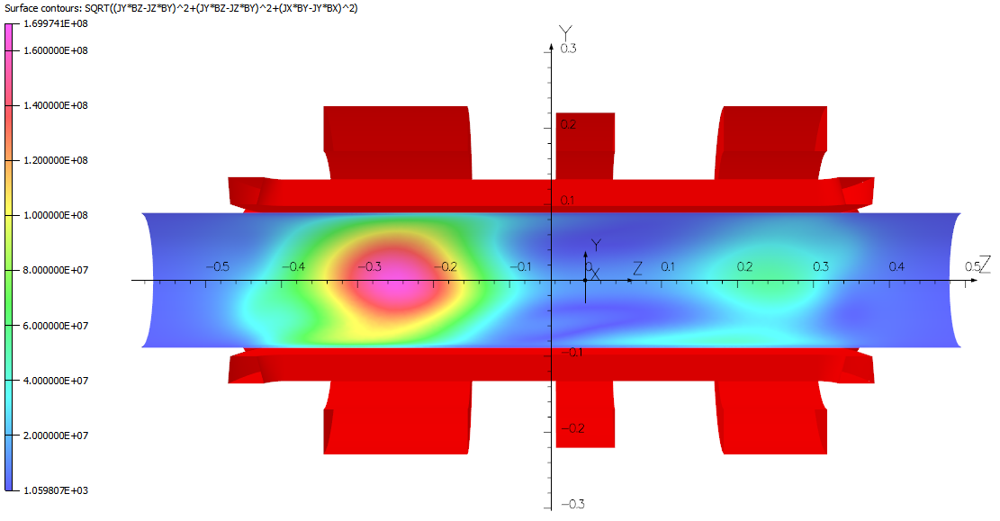 Surface contours: SQRT((JY*BZ-JZ*BY)^2+(JY*BZ-JZ*BY)^2+(JX*BY-JY*BX)^2)
1.699741E+08
1.600000E+08
1.400000E+08
1.200000E+08
1.000000E+08
8.000000E+07
6.000000E+07
4.000000E+07
2.000000E+07
1.059807E+03
Y
0.3
0.2
0.1
Y
-0.5 -0.4 -0.3 -0.2 -0.1 0. 0.1 0.2 0.3 0.4 0.5
X
Z
Z
-0.1
-0.2
-0.3